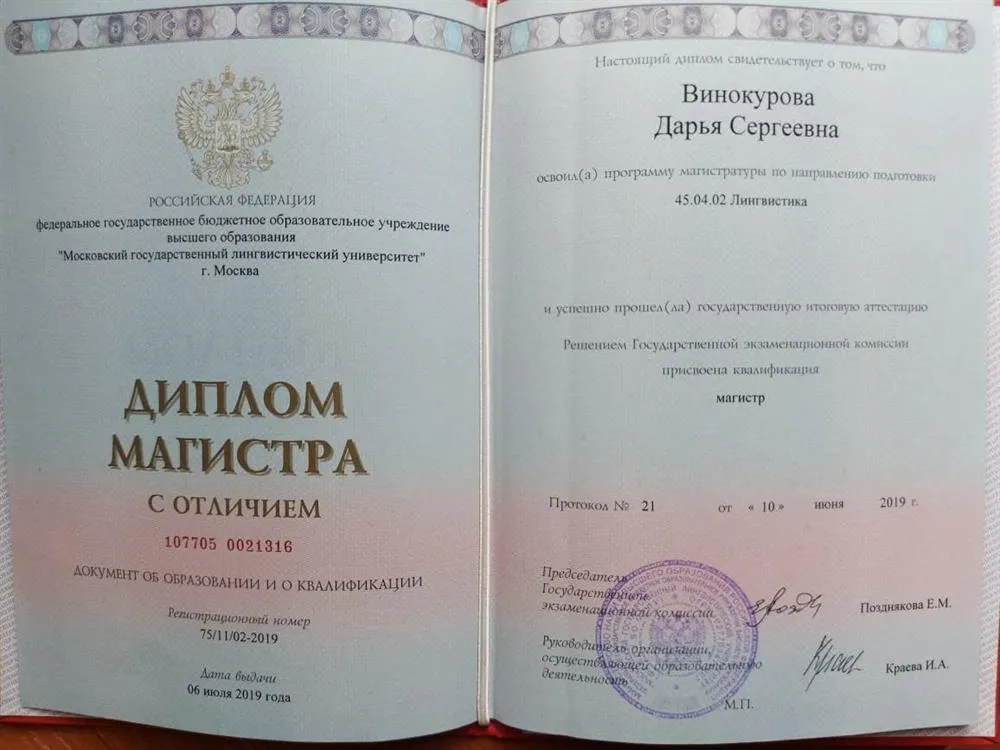 РОССИЙСКАЯ ФЕДЕРАЦИЯ
федеральное государственное бюджетное образовательное учреждение
высшего образования
"Московский государственный лингвистический университет"
г. Москва
ДИПЛОМ
МАГИСТРА
С ОТЛИЧИЕМ
107705 0021316
ДОКУМЕНТ ОБ ОБРАЗОВАНИИ И О КВАЛИФИКАЦИИ
Регистрационный номер
75/11/02-2019
Дата выдачи
06 июля 2019 года
Настоящий диплом свидетельствует о том, что
Винокурова
Дарья Сергеевна
освоил(а) программу магистратуры по направлению подготовки
45.04.02 Лингвистика
и успешно прошел(ла) государственную итоговую аттестацию
Решением Государственной экзаменационной комиссии
присвоена квалификация
магистр
Протокол № 21 от « 10 » июня 2019 г.
Председатель
Государственной
экзаменационной комиссии
Позднякова Е.М.
Руководитель организации,
осуществляющей образовательную
деятельность
Краева И.А.
М.П.